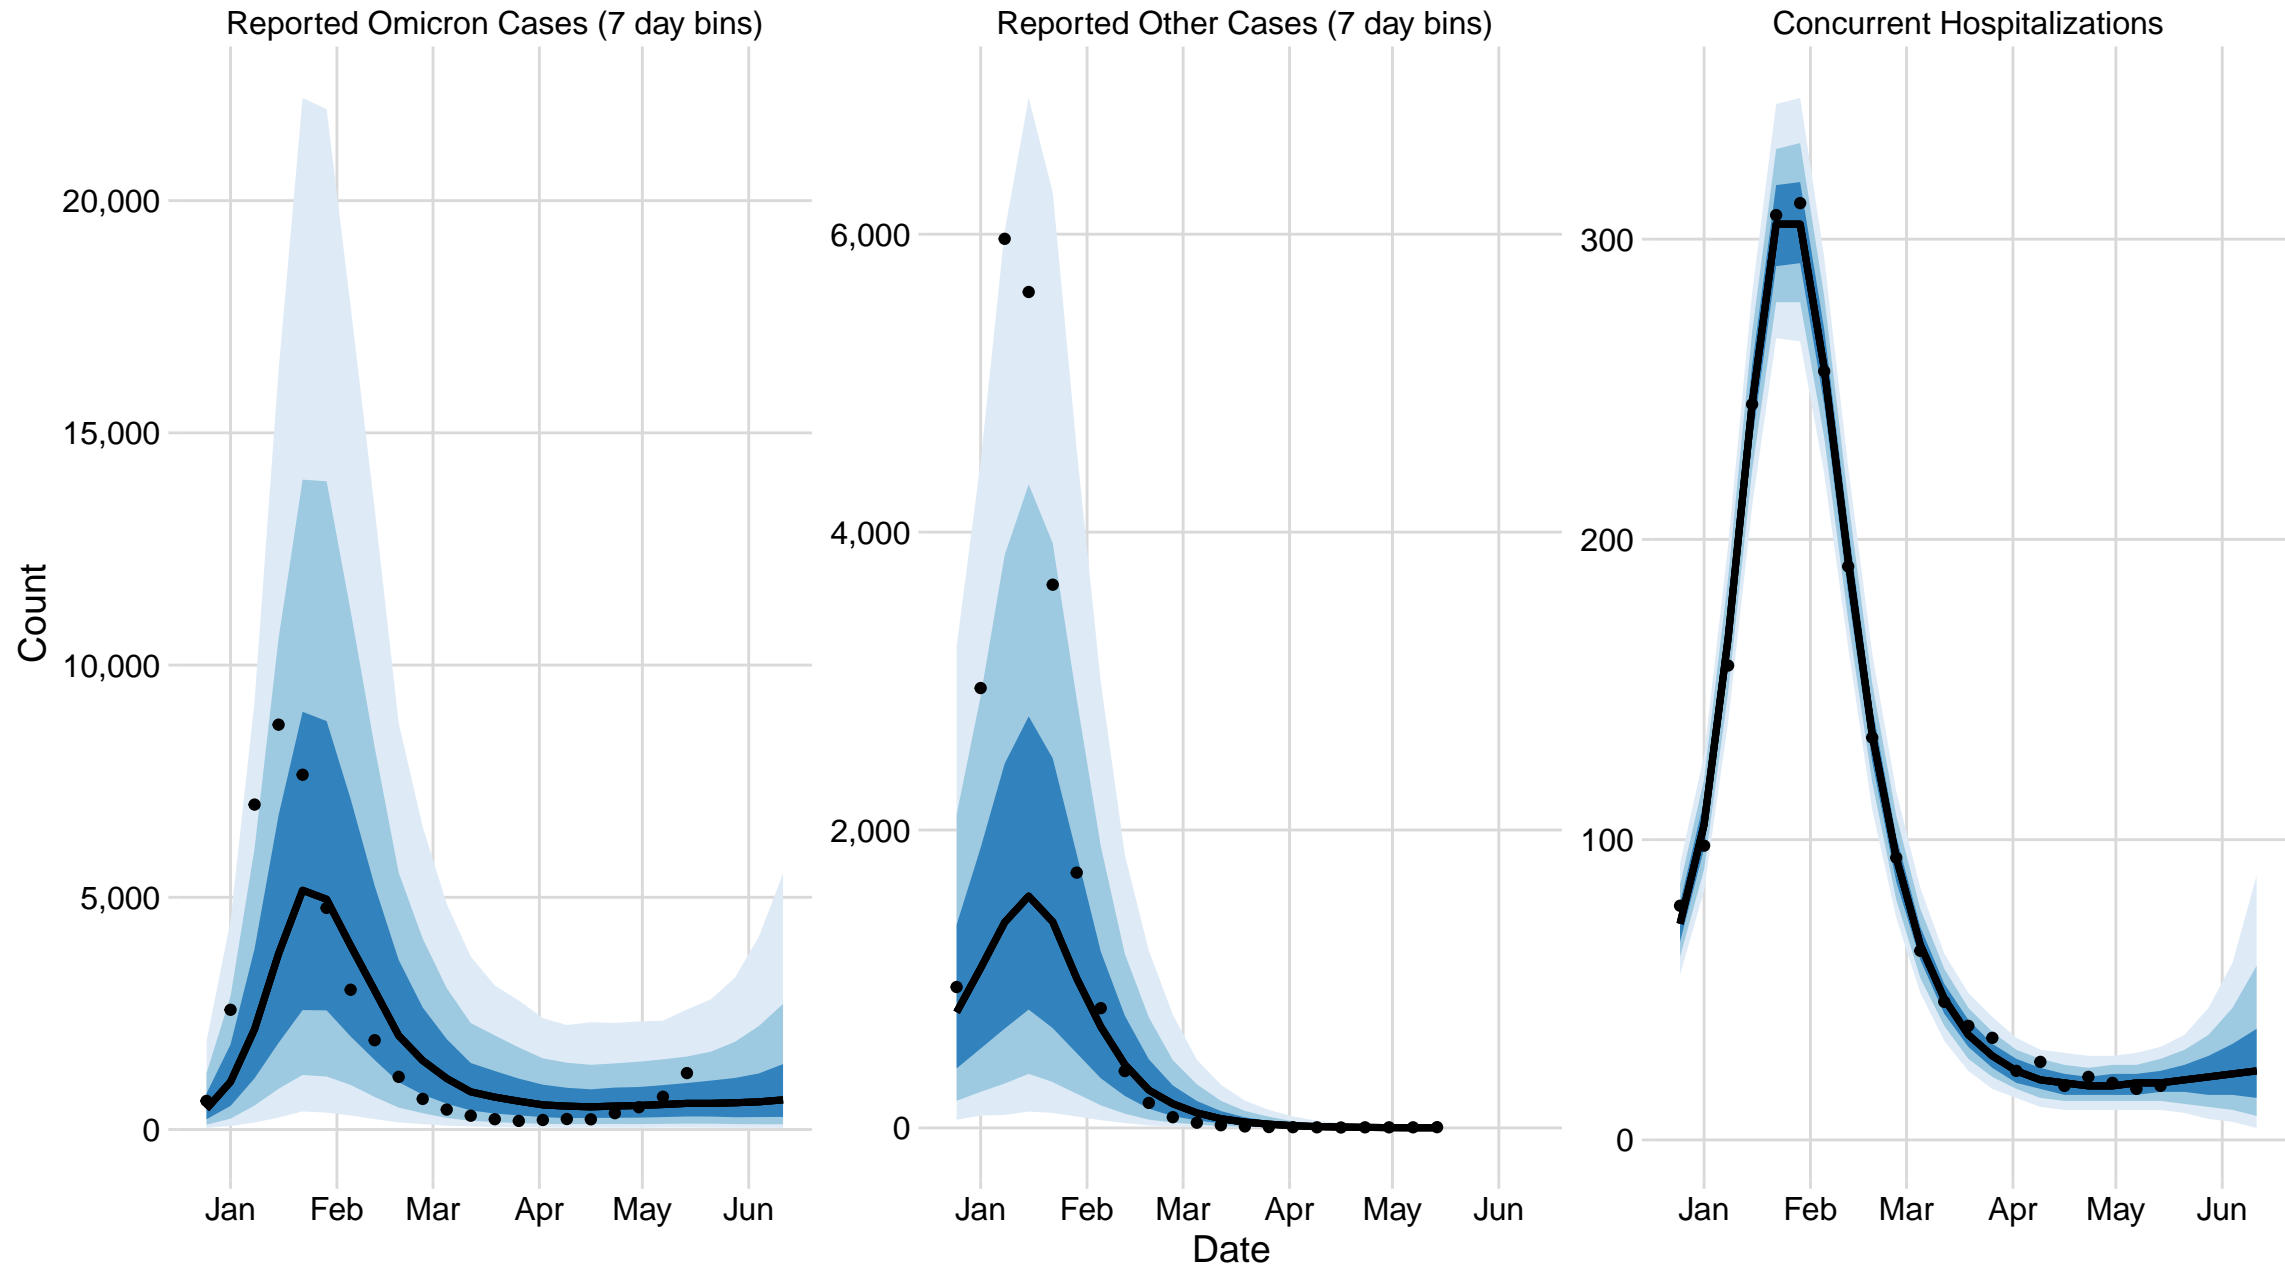 Reported Omicron Cases (7 day bins)
Reported Other Cases (7 day bins)
Concurrent Hospitalizations
Count
20,000
15,000
10,000
5,000
0
6,000
4,000
2,000
0
300
200
100
0
Jan Feb Mar Apr May Jun
Jan Feb Mar Apr May Jun
Jan Feb Mar Apr May Jun
Date